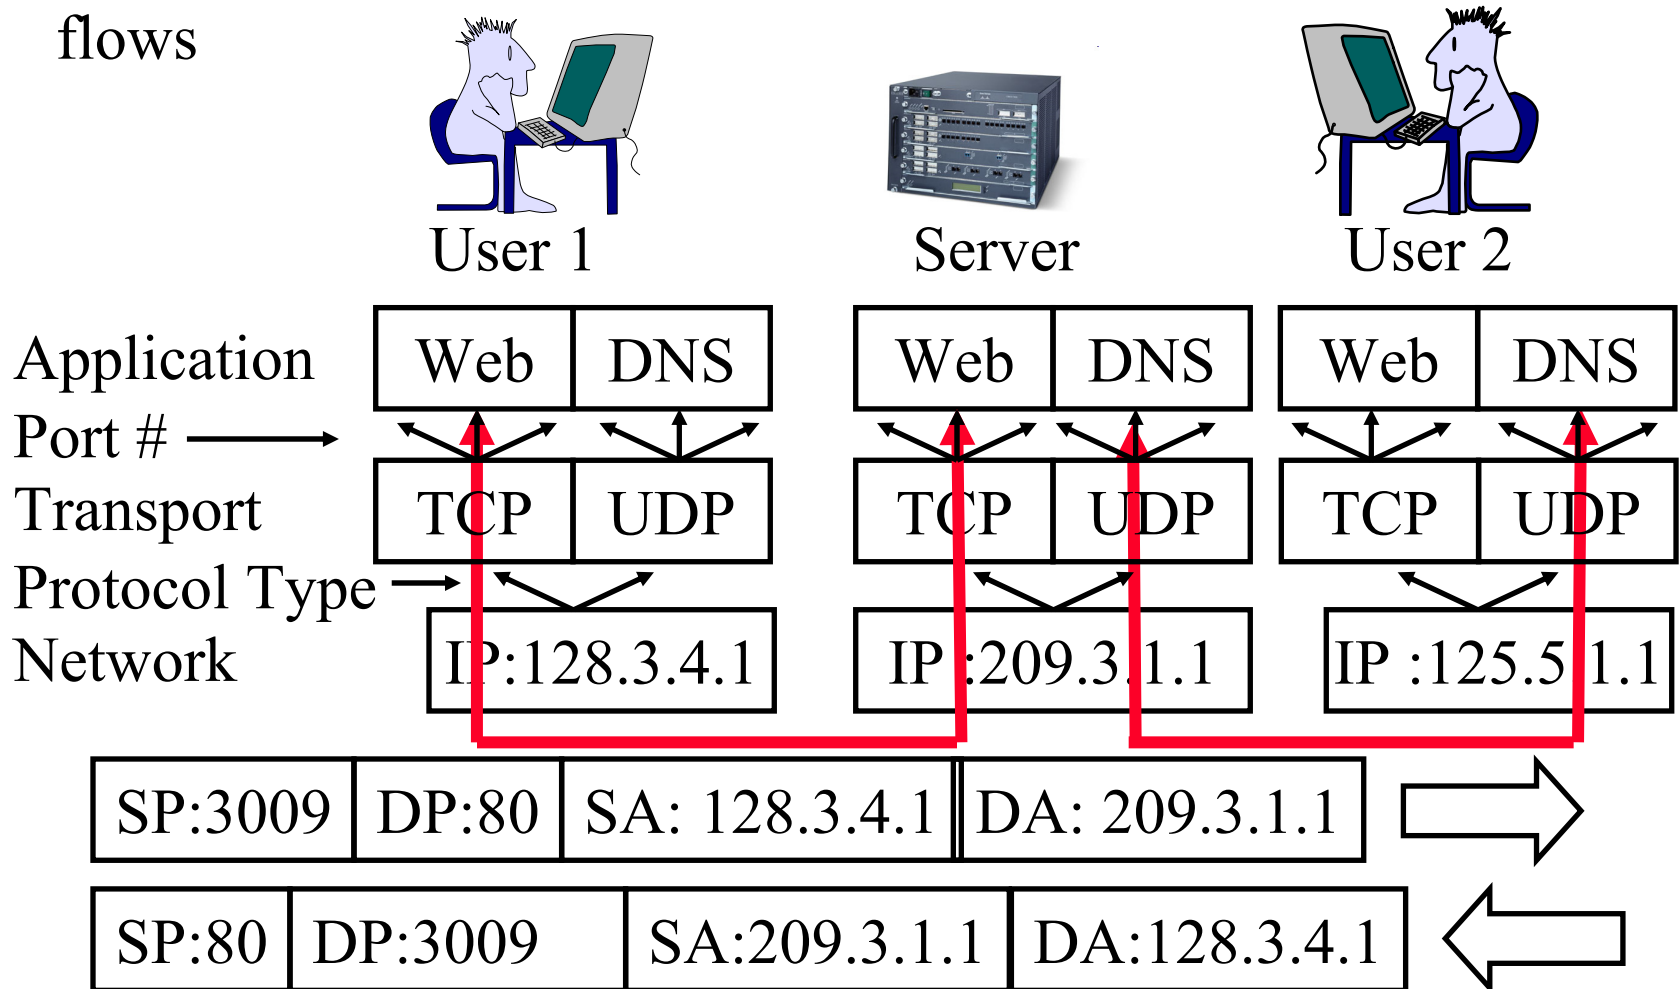 flows
User 1 Server User 2
Application Web DNS Web DNS Web DNS
Port #
Transport TCP UDP TCP UDP TCP UDP
Protocol Type
Network IP:128.3.4.1 IP :209.3.1.1 IP :125.5.1.1
SP:3009 DP:80 SA: 128.3.4.1 DA: 209.3.1.1
SP:80 DP:3009 SA:209.3.1.1 DA:128.3.4.1